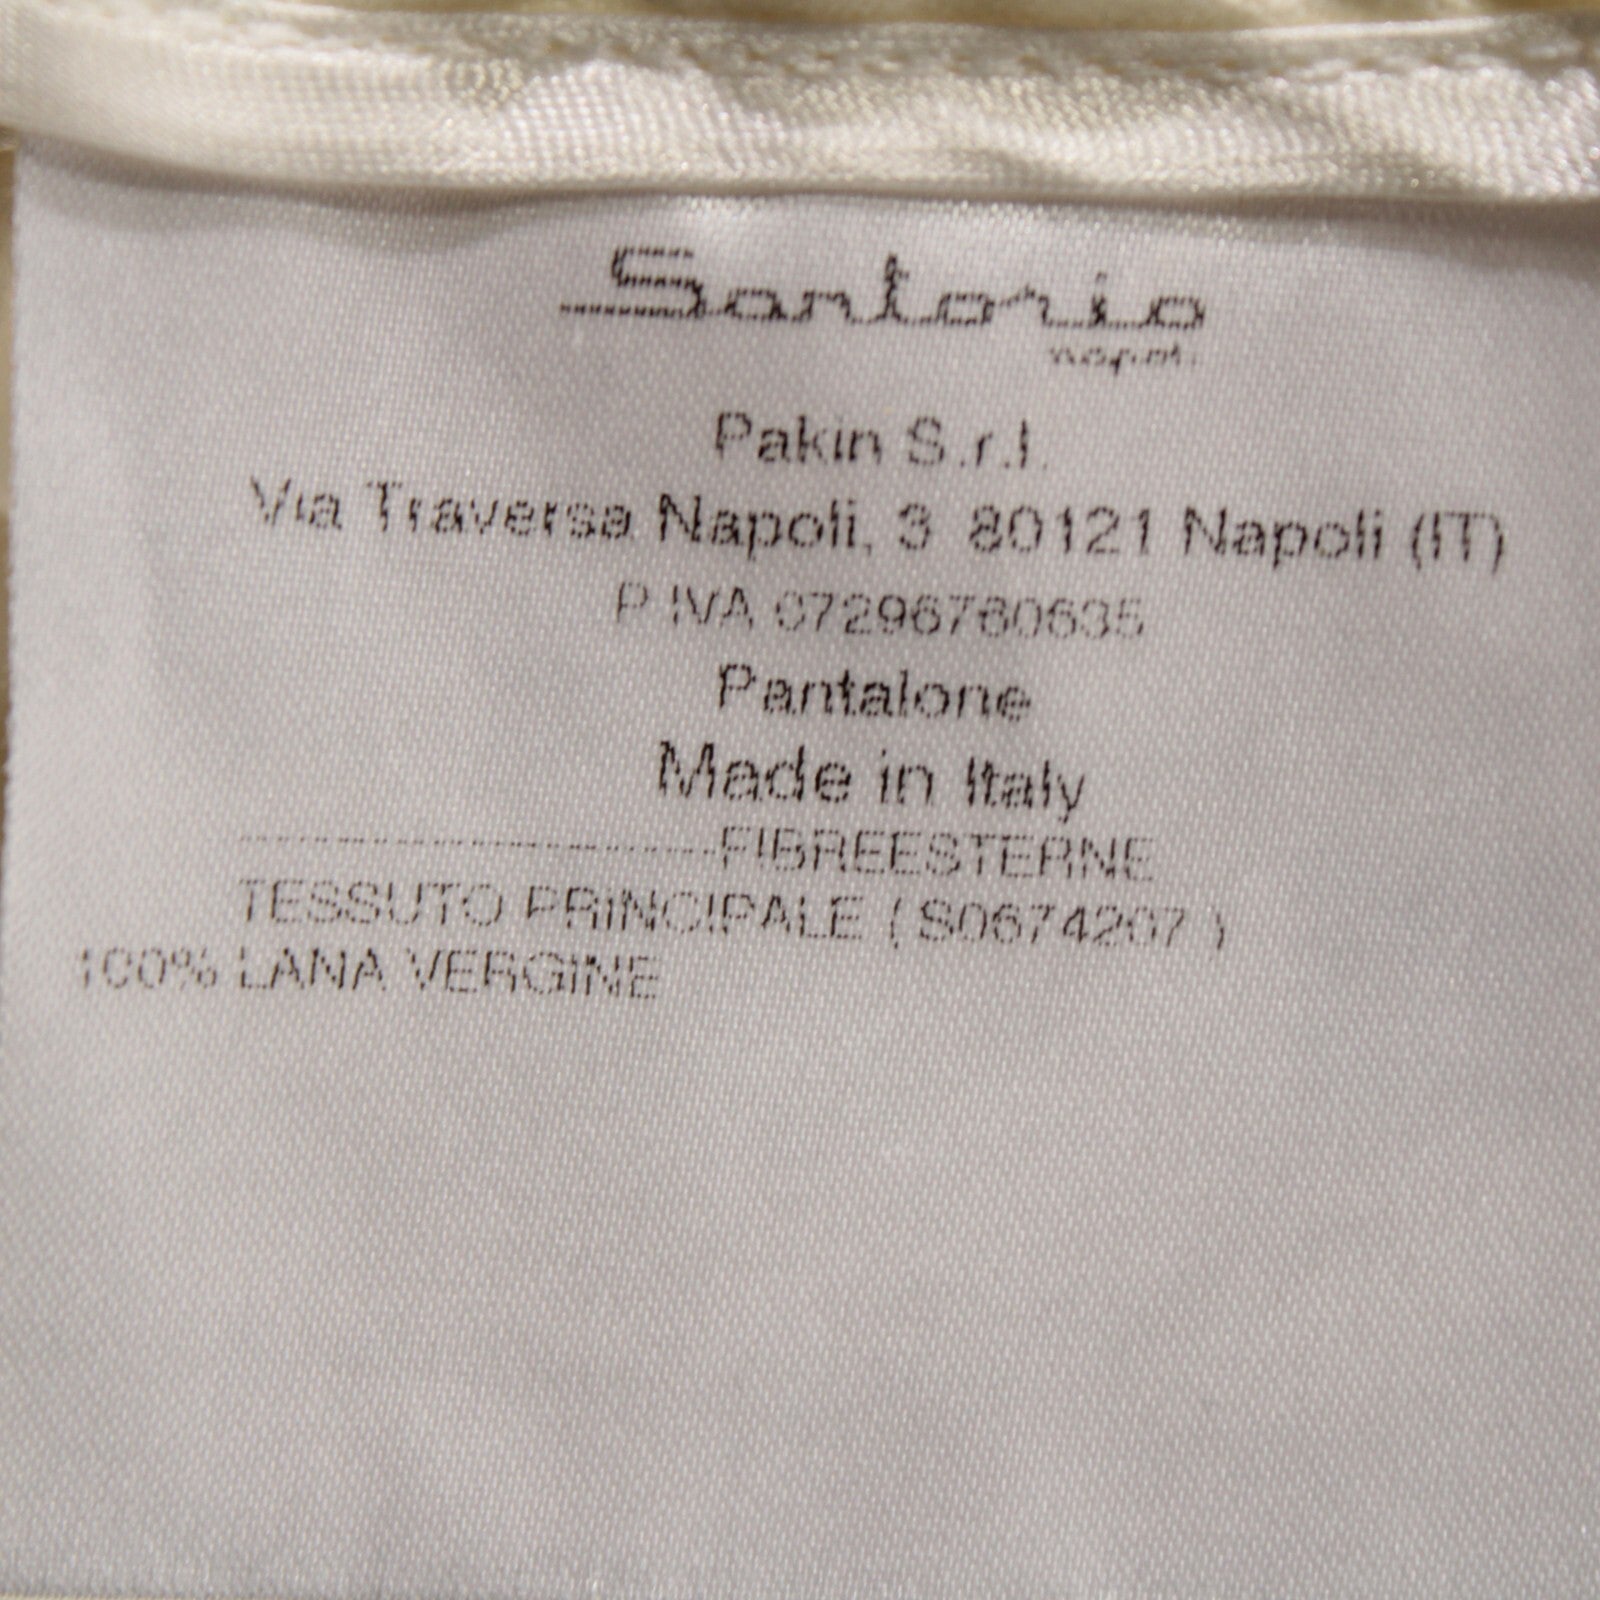 Sartorio
napoli
Pakin S.r.l.
Via Traversa Napoli, 3 80121 Napoli (IT)
P.IVA 07296760635
Pantalone
Made in Italy
--------------------------FIBREESTERNE
TESSUTO PRINCIPALE ( S0674207 )
100% LANA VERGINE